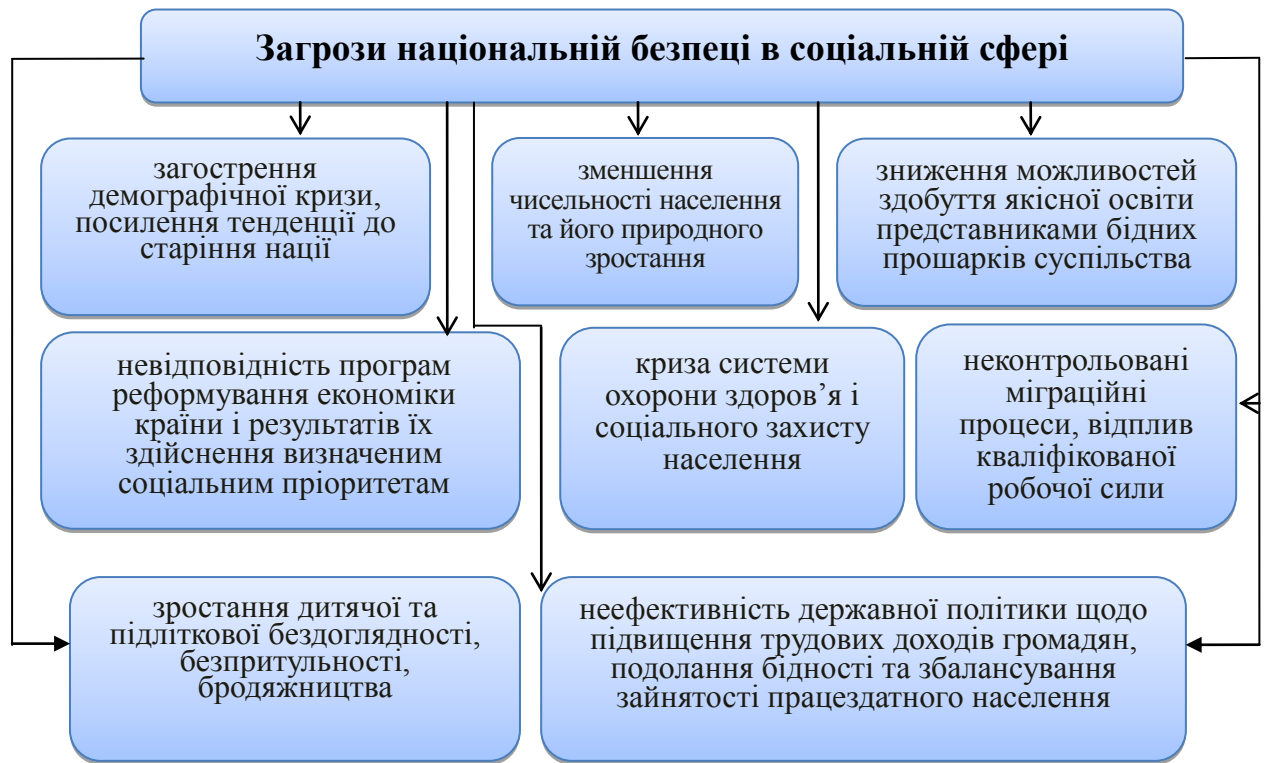 Загрози національній безпеці в соціальній сфері
загострення
демографічної кризи,
посилення тенденції до
старіння нації
зменшення
чисельності населення
та його природного
зростання
зниження можливостей
здобуття якісної освіти
представниками бідних
прошарків суспільства
невідповідність програм
реформування економіки
країни і результатів їх
здійснення визначеним
соціальним пріоритетам
криза системи
охорони здоров’я і
соціального захисту
населення
неконтрольовані
міграційні
процеси, відплив
кваліфікованої
робочої сили
зростання дитячої та
підліткової бездоглядності,
безпритульності,
бродяжництва
неефективність державної політики щодо
підвищення трудових доходів громадян,
подолання бідності та збалансування
зайнятості працездатного населення